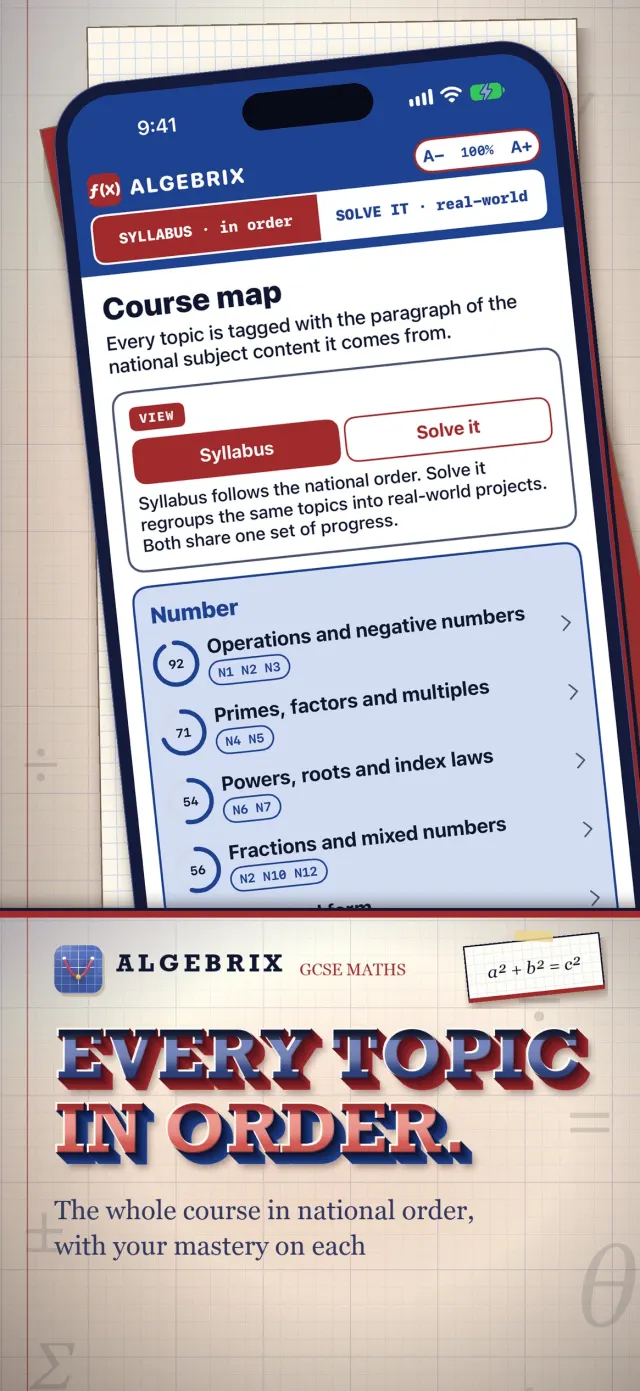 9:41
f(x) ALGEBRIX
A− 100% A+
SYLLABUS · in order
SOLVE IT · real-world
Course map
Every topic is tagged with the paragraph of the
national subject content it comes from.
VIEW
Syllabus
Solve it
Syllabus follows the national order. Solve it
regroups the same topics into real-world projects.
Both share one set of progress.
Number
92
Operations and negative numbers
N1 N2 N3
71
Primes, factors and multiples
N4 N5
54
Powers, roots and index laws
N6 N7
56
Fractions and mixed numbers
N2 N10 N12
ALGEBRIX GCSE MATHS
a² + b² = c²
EVERY TOPIC
IN ORDER.
The whole course in national order,
with your mastery on each
÷
=
+
θ
Σ